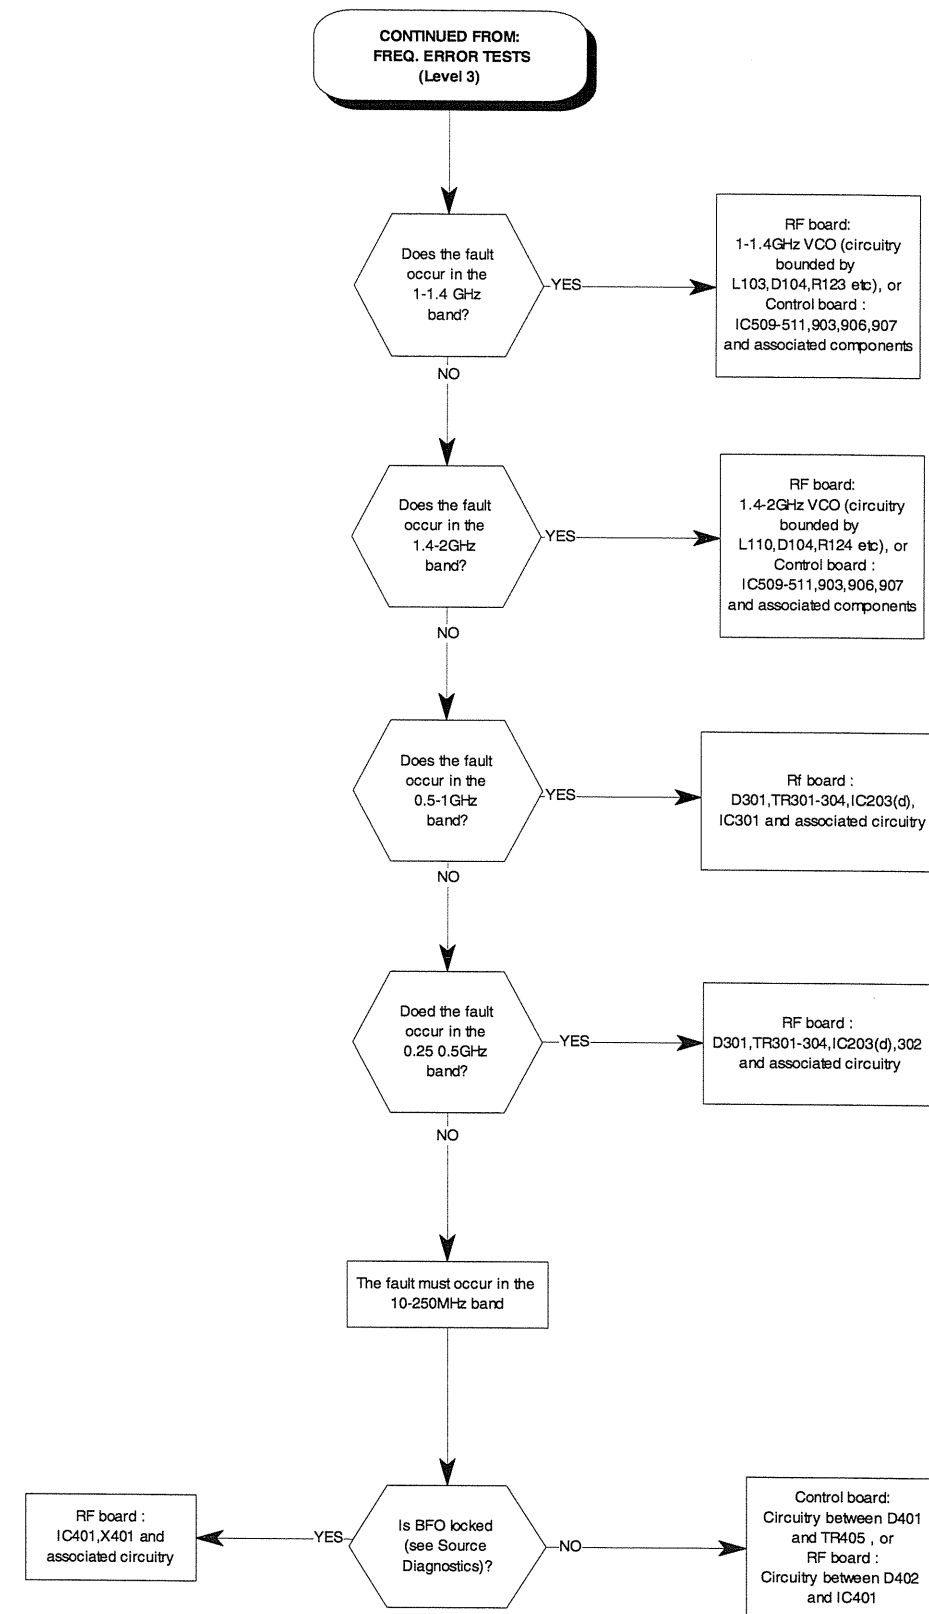 CONTINUED FROM:
FREQ. ERROR TESTS
(Level 3)
Does the fault
occur in the
1-1.4 GHz
band?
YES
RF board:
1-1.4GHz VCO (circuitry
bounded by
L103,D104,R123 etc), or
Control board :
IC509-511,903,906,907
and associated components
NO
Does the fault
occur in the
1.4-2GHz
band?
YES
RF board:
1.4-2GHz VCO (circuitry
bounded by
L110,D104,R124 etc), or
Control board :
IC509-511,903,906,907
and associated components
NO
Does the fault
occur in the
0.5-1GHz
band?
YES
Rf board :
D301,TR301-304,IC203(d),
IC301 and associated circuitry
NO
Doed the fault
occur in the
0.25 0.5GHz
band?
YES
RF board :
D301,TR301-304,IC203(d),302
and associated circuitry
NO
The fault must occur in the
10-250MHz band
Is BFO locked
(see Source
Diagnostics)?
YES
RF board :
IC401,X401 and
associated circuitry
NO
Control board:
Circuitry between D401
and TR405 , or
RF board :
Circuitry between D402
and IC401